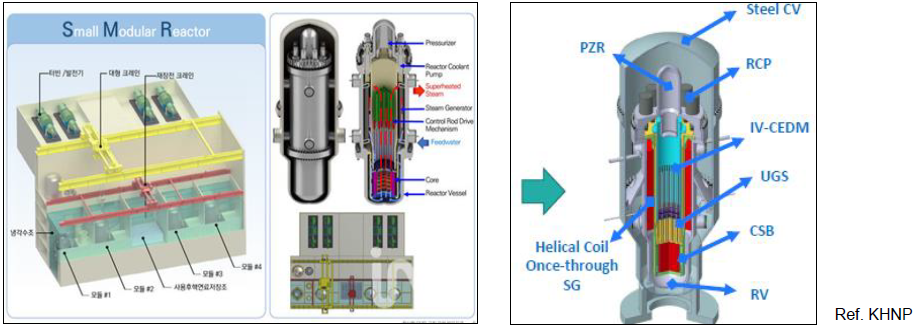 Small Modular Reactor
터빈/발전기
대형 크레인
재장전 크레인
냉각수조
모듈 #1
모듈 #2
사용후핵연료저장조
모듈 #3
모듈 #4
Pressurizer
Reactor Coolant
Pump
Superheated
Steam
Steam Generator
Control Rod Drive
Mechanism
Feedwater
Core
Reactor Vessel
Steel CV
PZR
RCP
IV-CEDM
UGS
CSB
Helical Coil
Once-through
SG
RV
Ref. KHNP